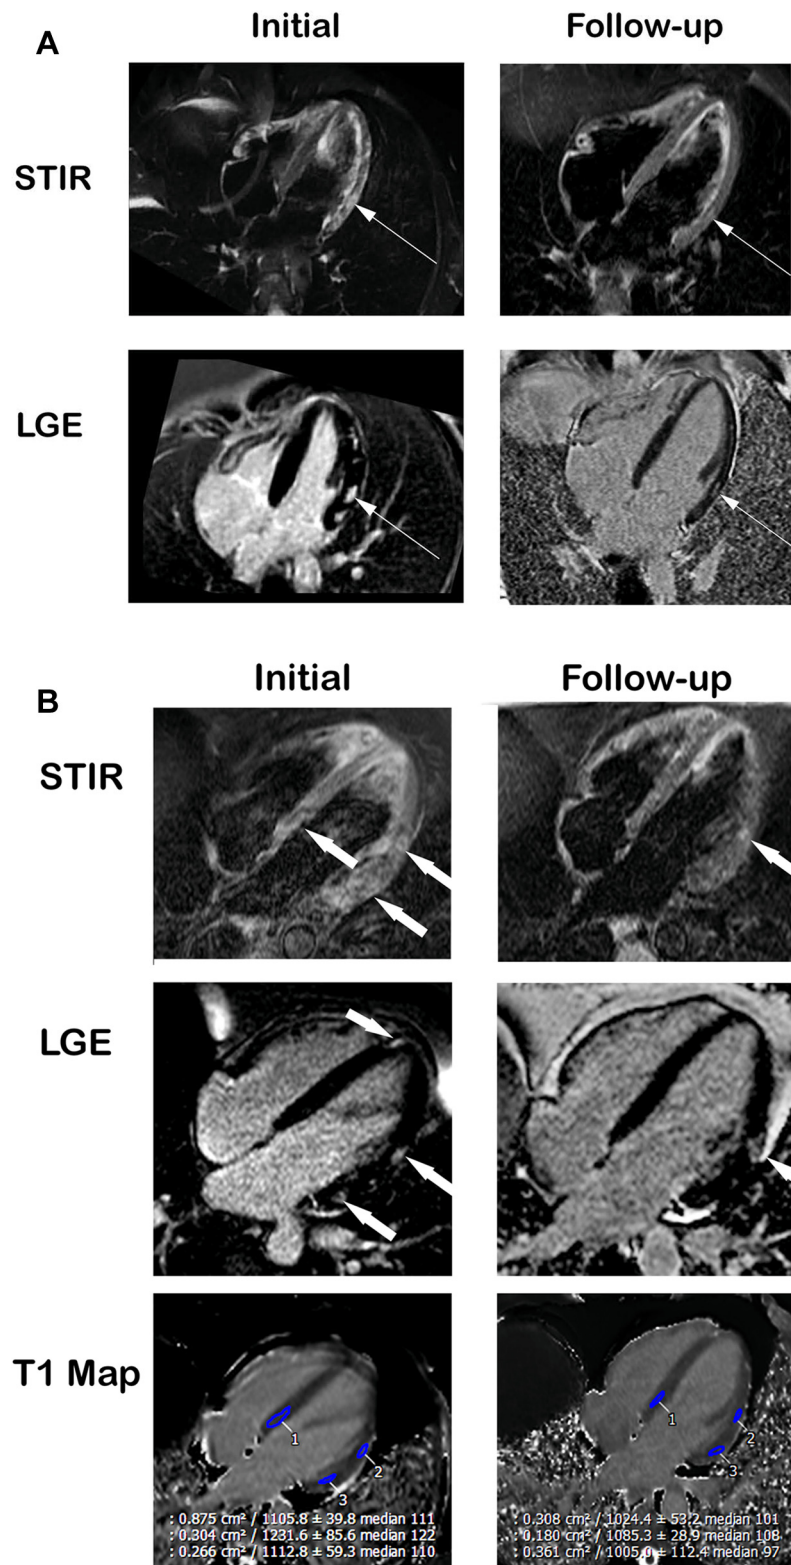 A
Initial
Follow-up
STIR
LGE
B
Initial
Follow-up
STIR
LGE
T1 Map
1
2
3
: 0.875 cm² / 1105.8 ± 39.8 median 111
: 0.304 cm² / 1231.6 ± 85.6 median 122
: 0.266 cm² / 1112.8 ± 59.3 median 110
1
2
3
: 0.308 cm² / 1024.4 ± 53.2 median 101
: 0.180 cm² / 1085.3 ± 28.9 median 108
: 0.361 cm² / 1005.0 ± 112.4 median 97